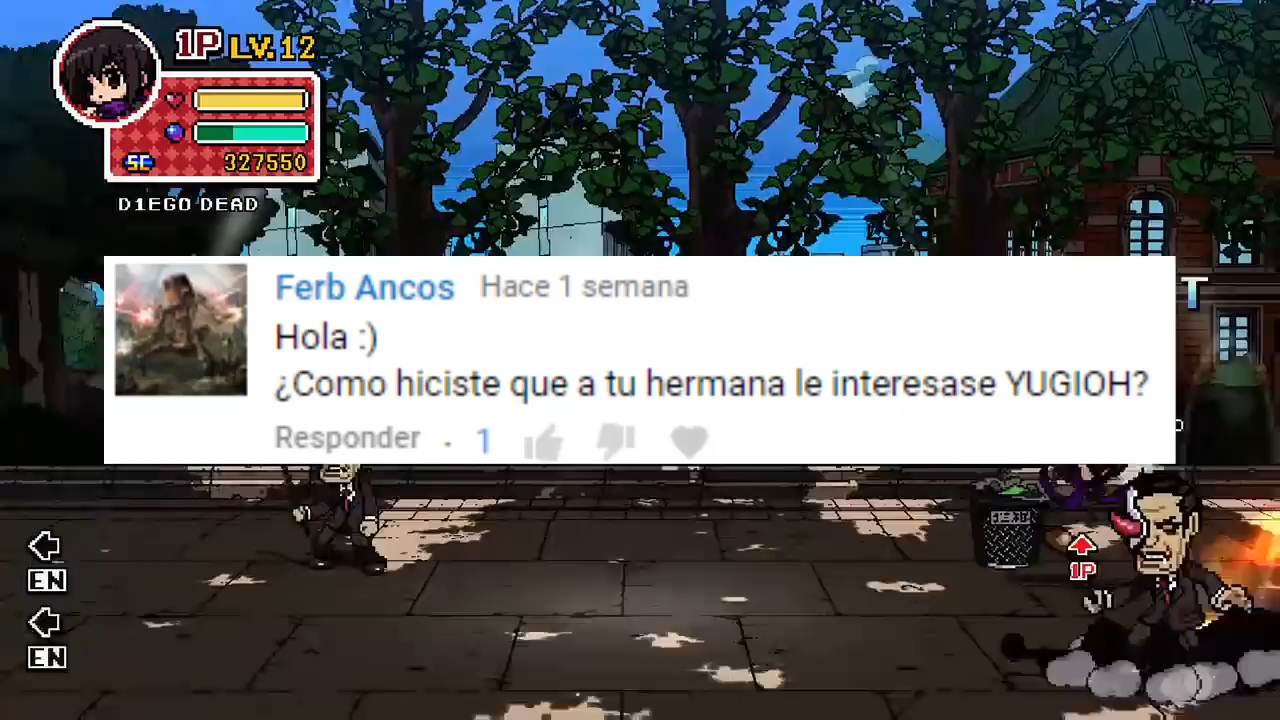 1P LV.12
SC 327550
D1EGO DEAD
T
Ferb Ancos Hace 1 semana
Hola :)
¿Como hiciste que a tu hermana le interesase YUGIOH?
Responder · 1
EN
1P
EN